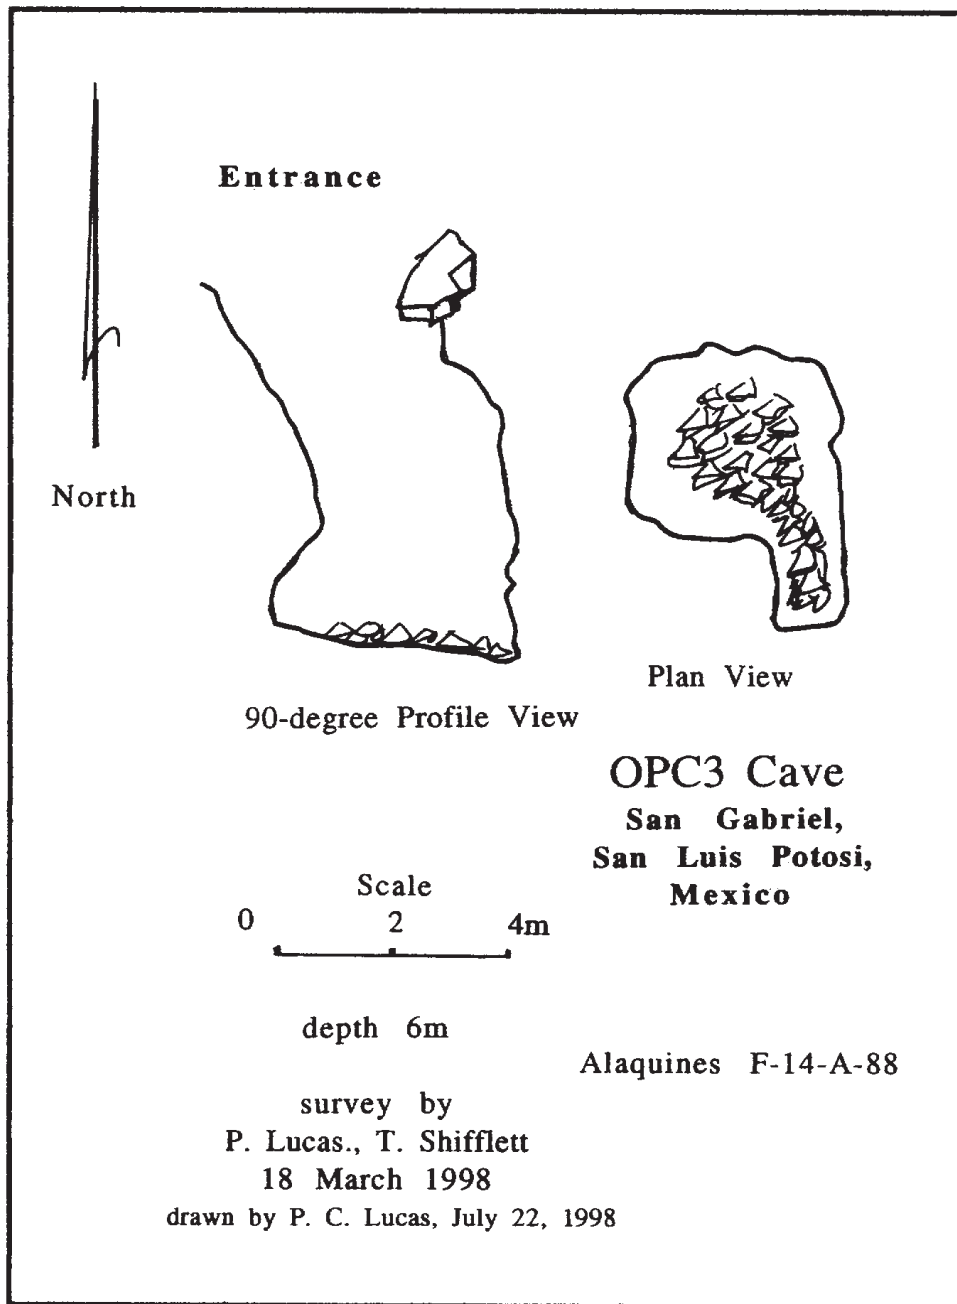 Entrance
North
Plan View
90-degree Profile View
OPC3 Cave
San Gabriel,
San Luis Potosi,
Mexico
Scale
0 2 4m
depth 6m
Alaquines F-14-A-88
survey by
P. Lucas., T. Shifflett
18 March 1998
drawn by P. C. Lucas, July 22, 1998